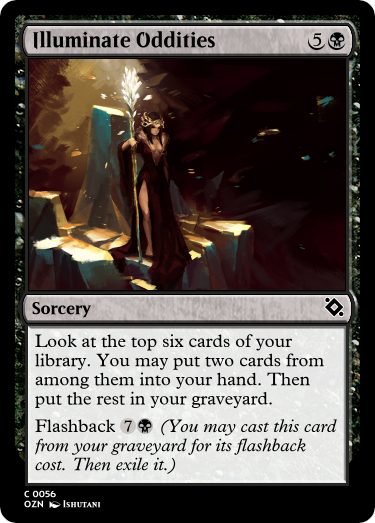 Illuminate Oddities 5
Sorcery
Look at the top six cards of your
library. You may put two cards from
among them into your hand. Then
put the rest in your graveyard.
Flashback 7 (You may cast this card
from your graveyard for its flashback
cost. Then exile it.)
C 0056
OZN Ishutani